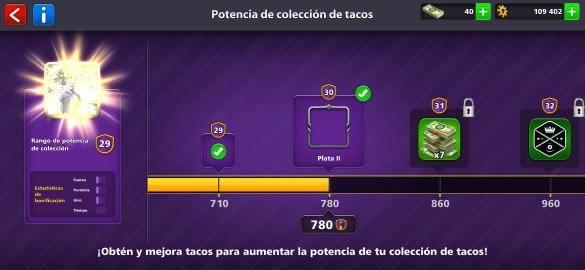 Potencia de colección de tacos
40
109 402
Rango de potencia
de colección
29
Estadísticas
de
bonificación
Fuerza
Puntería
Giro
Tiempo
29
30
Plata II
31
x7
32
710
780
860
960
780
¡Obtén y mejora tacos para aumentar la potencia de tu colección de tacos!